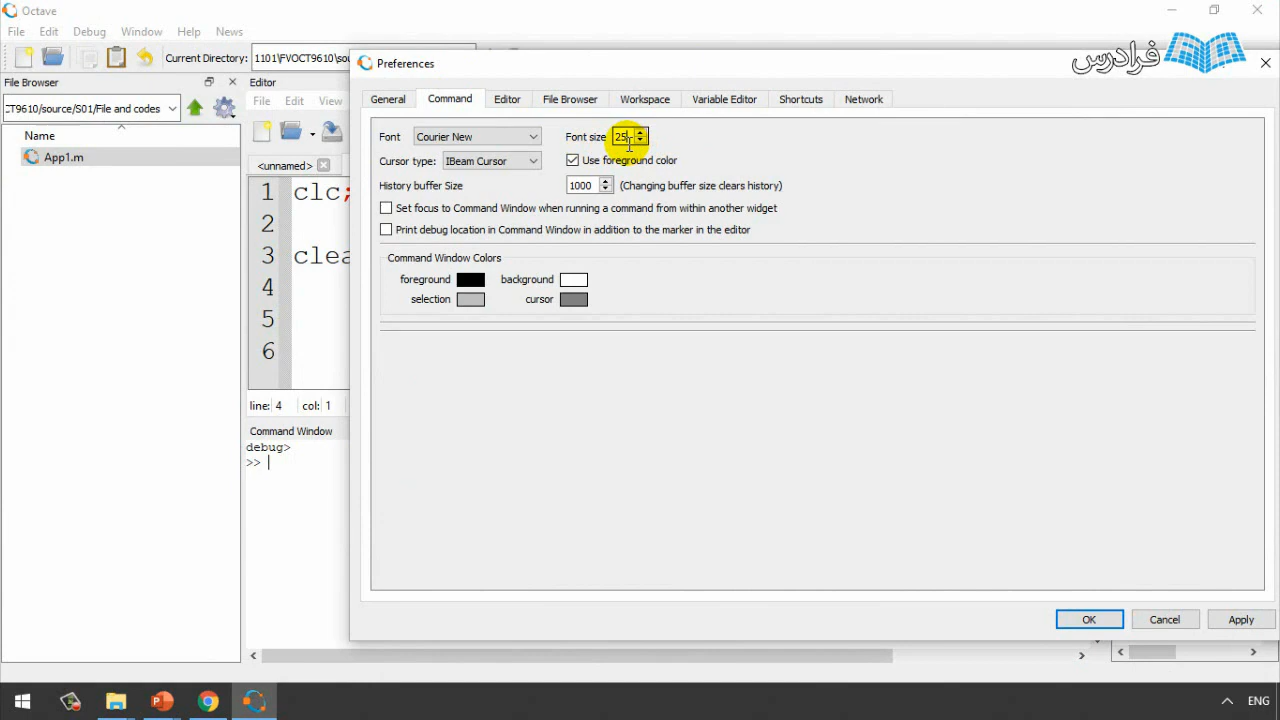 Octave
File Edit Debug Window Help News
Current Directory: 1101\FVOCT9610\sou
فرادرس
File Browser
Editor
Preferences
:CT9610/source/S01/File and codes
File Edit View
General Command Editor File Browser Workspace Variable Editor Shortcuts Network
Name
App1.m
<unnamed>
Font Courier New Font size 25
Cursor type: IBeam Cursor Use foreground color
History buffer Size 1000 (Changing buffer size clears history)
Set focus to Command Window when running a command from within another widget
Print debug location in Command Window in addition to the marker in the editor
Command Window Colors
foreground background
selection cursor
1 clc;
2
3 clea
4
5
6
line: 4 col: 1
Command Window
debug>
>>
OK Cancel Apply
ENG